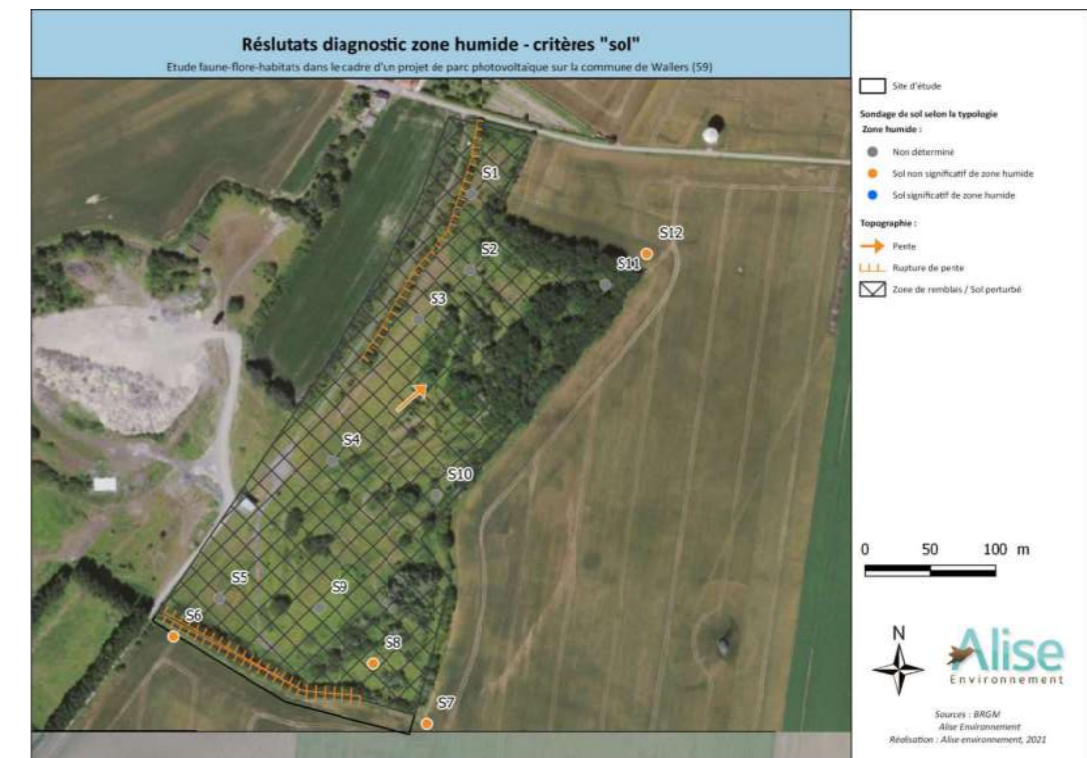 Réslutats diagnostic zone humide - critères "sol"
Etude faune-flore-habitats dans le cadre d'un projet de parc photovoltaïque sur la commune de Wallers (59)
Site d'étude
Sondage de sol selon la typologie
Zone humide :
Non déterminé
Sol non significatif de zone humide
Sol significatif de zone humide
Topographie :
Pente
Rupture de pente
Zone de remblais / Sol perturbé
S1
S2
S3
S4
S5
S6
S7
S8
S9
S10
S11
S12
0 50 100 m
N
Alise
Environnement
Sources : BRGM
Alise Environnement
Réalisation : Alise environnement, 2021